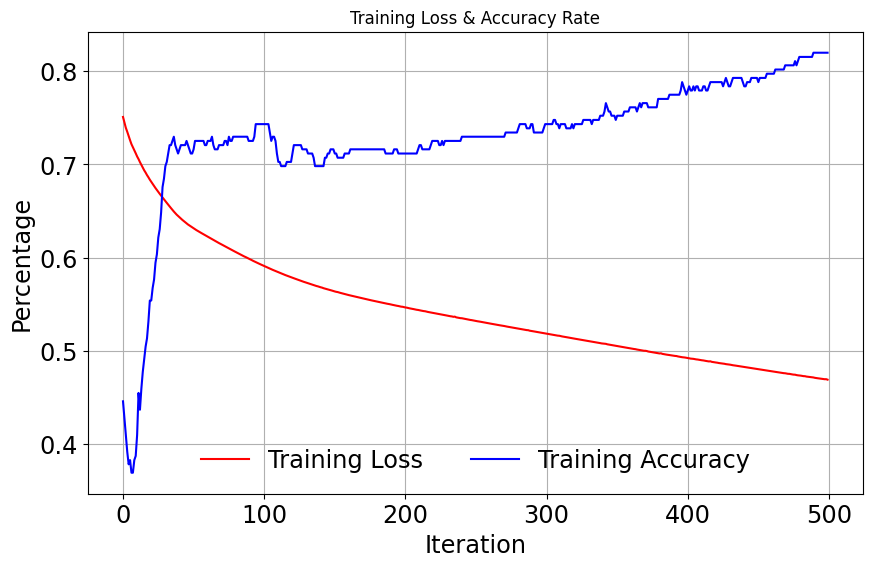 Training Loss & Accuracy Rate
Percentage
0.8
0.7
0.6
0.5
0.4
Training Loss Training Accuracy
0 100 200 300 400 500
Iteration